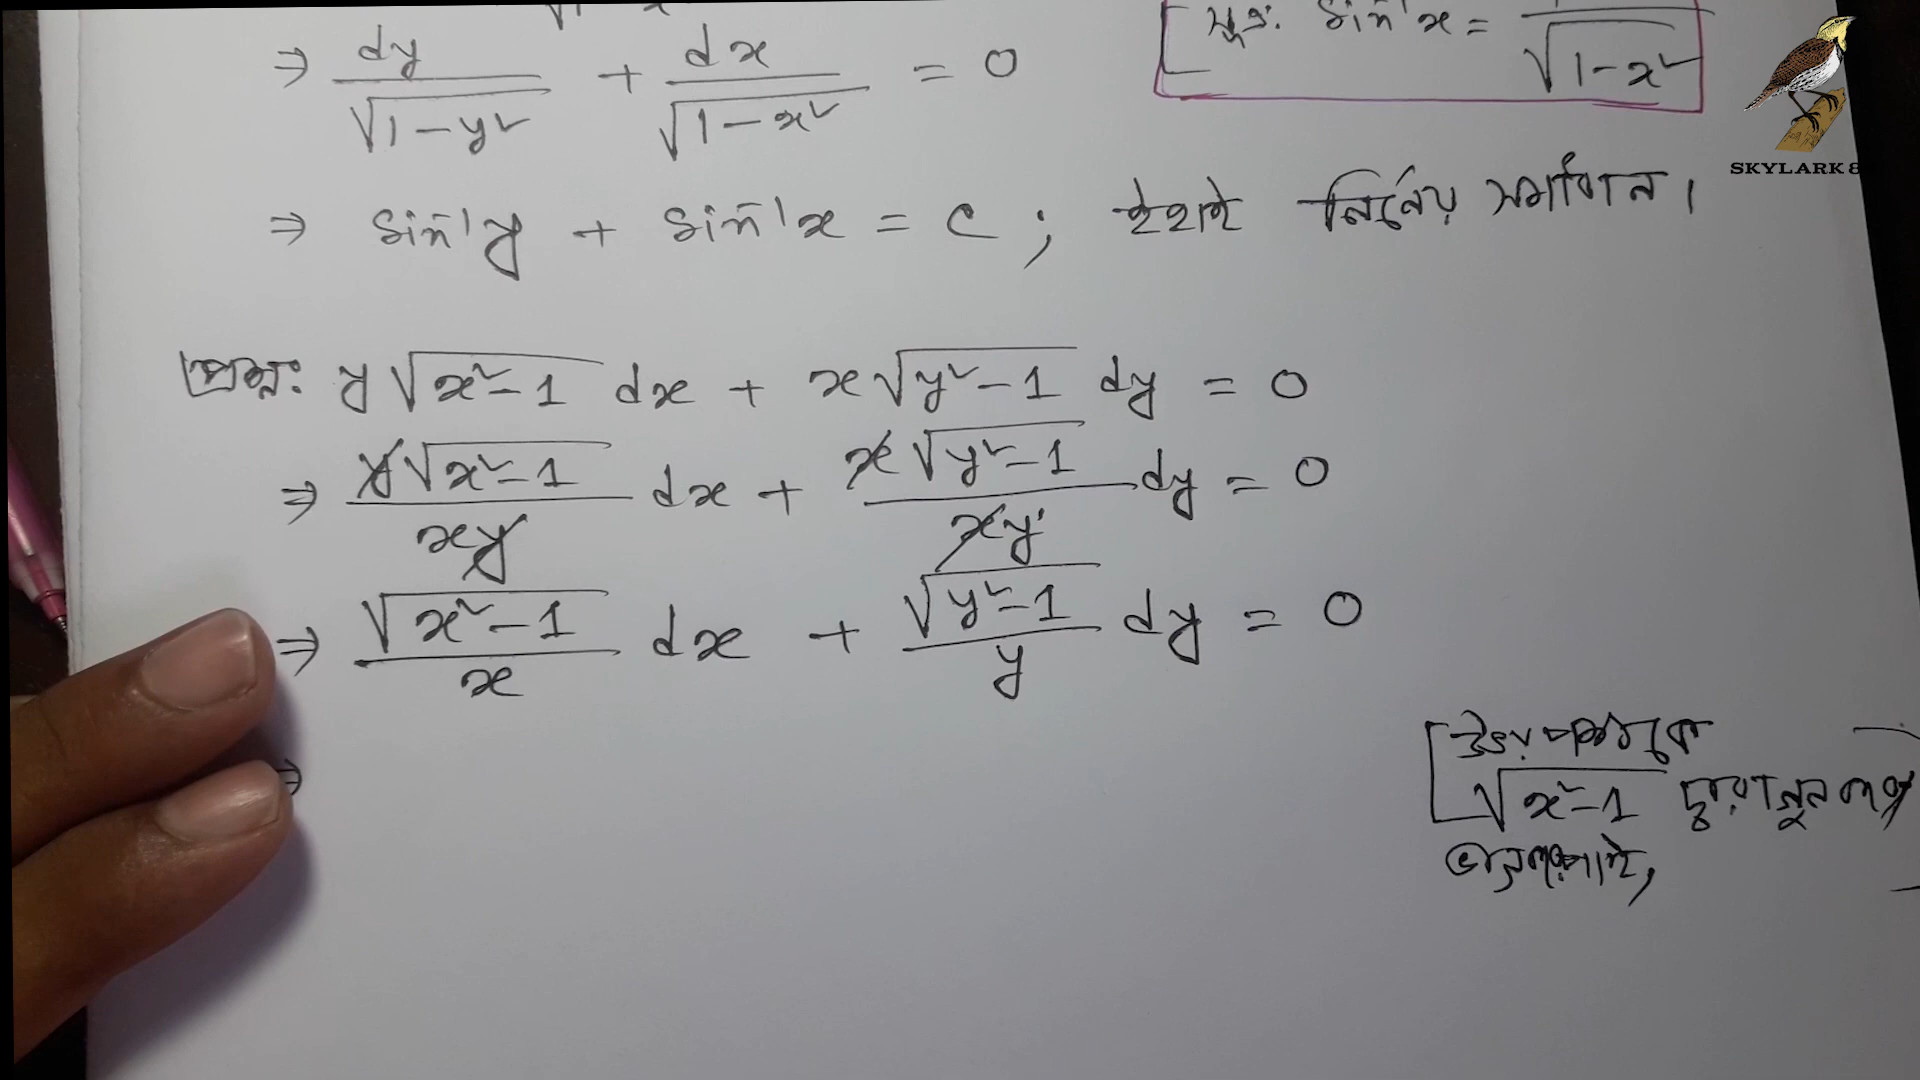 ⇒ dy/√(1-y²) + dx/√(1-x²) = 0
sin⁻¹x = 1/√(1-x²)
SKYLARK &
⇒ sin⁻¹y + sin⁻¹x = c ; ইহাই নির্নেয় সমাধান।
প্রশ্নঃ y√(x²-1) dx + x√(y²-1) dy = 0
⇒ y√(x²-1)/xy dx + x√(y²-1)/xy dy = 0
⇒ √(x²-1)/x dx + √(y²-1)/y dy = 0
[উভয় পক্ষকে
√(x²-1) দ্বারা
⇒